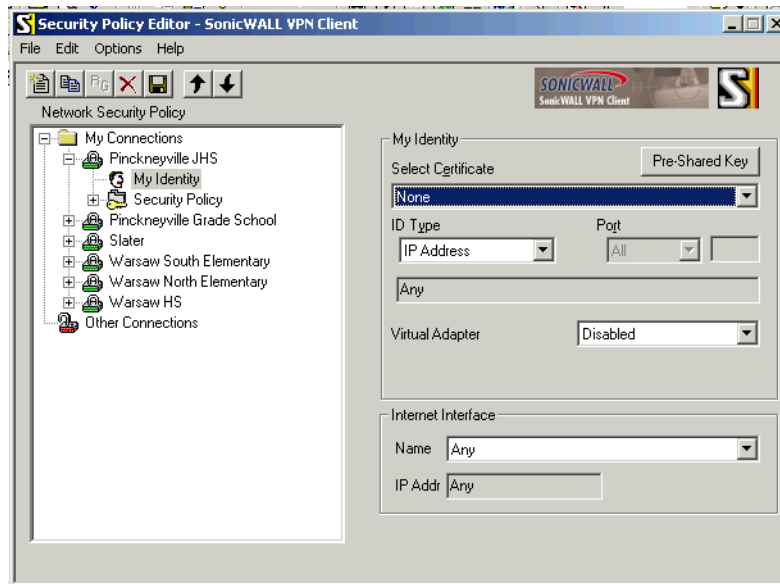 Security Policy Editor - SonicWALL VPN Client
File Edit Options Help
SONICWALL
SonicWALL VPN Client
Network Security Policy
My Connections
Pinckneyville JHS
My Identity
Security Policy
Pinckneyville Grade School
Slater
Warsaw South Elementary
Warsaw North Elementary
Warsaw HS
Other Connections
My Identity
Select Certificate
Pre-Shared Key
None
ID Type Port
IP Address All
Any
Virtual Adapter Disabled
Internet Interface
Name Any
IP Addr Any